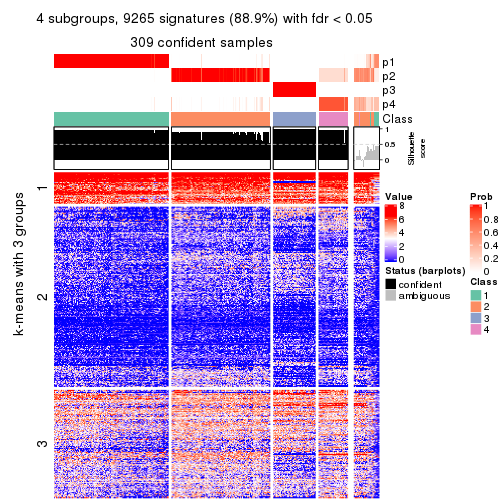 4 subgroups, 9265 signatures (88.9%) with fdr < 0.05
309 confident samples
p1
p2
p3
p4
Class
1
0.5
0
Silhouette
score
k-means with 3 groups
1
2
3
Value
8
6
4
2
0
Status (barplots)
confident
ambiguous
Prob
1
0.8
0.6
0.4
0.2
0
Class
1
2
3
4